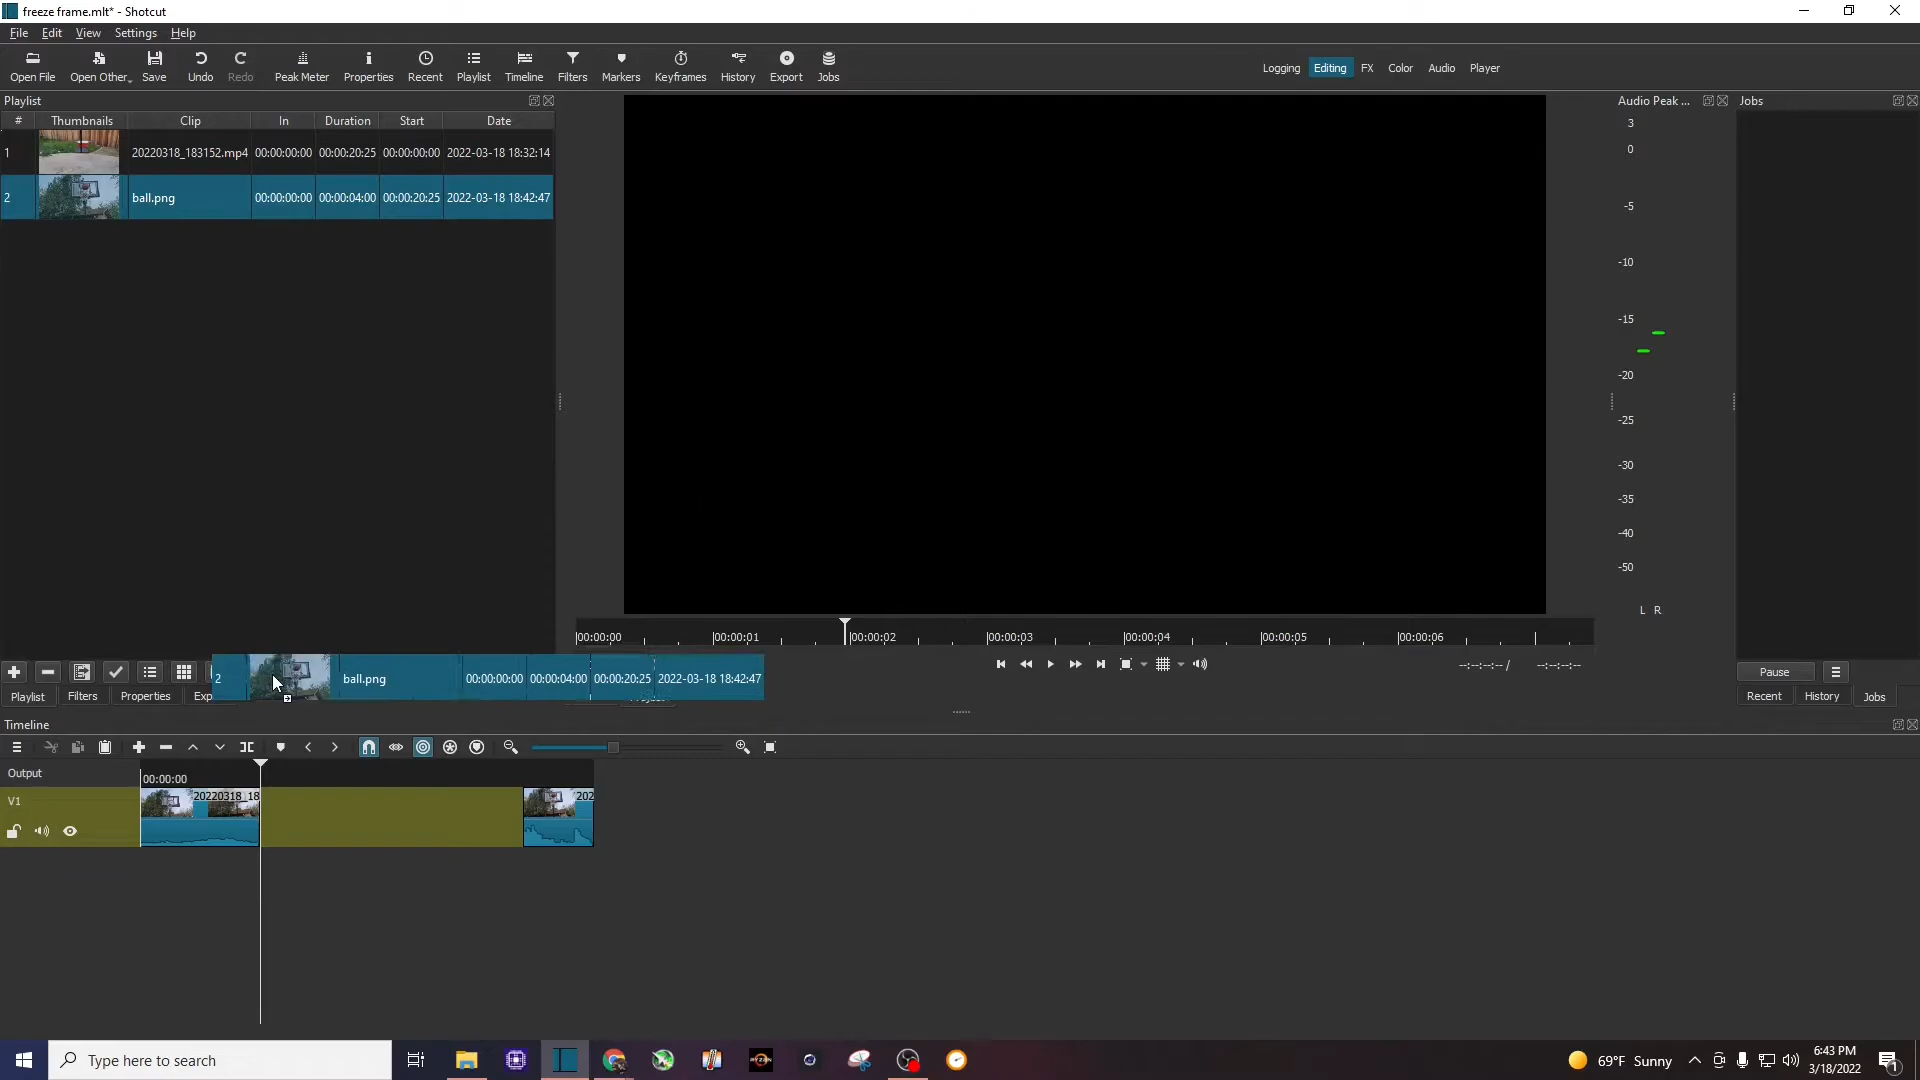 freeze frame.mlt* - Shotcut
File Edit View Settings Help
Open File Open Other Save Undo Redo Peak Meter Properties Recent Playlist Timeline Filters Markers Keyframes History Export Jobs
Logging Editing FX Color Audio Player
Playlist
# Thumbnails Clip In Duration Start Date
1 20220318_183152.mp4 00:00:00:00 00:00:20:25 00:00:00:00 2022-03-18 18:32:14
2 ball.png 00:00:00:00 00:00:04:00 00:00:20:25 2022-03-18 18:42:47
Audio Peak ...
3
0
-5
-10
-15
-20
-25
-30
-35
-40
-50
L R
Jobs
00:00:00 00:00:01 00:00:02 00:00:03 00:00:04 00:00:05 00:00:06
--:--:--:-- / --:--:--:--
2 ball.png 00:00:00:00 00:00:04:00 00:00:20:25 2022-03-18 18:42:47
Playlist Filters Properties Exp
Pause
Recent History Jobs
Timeline
Output
00:00:00
V1
20220318_18
202
Type here to search
RYZEN
69°F Sunny
6:43 PM
3/18/2022
1